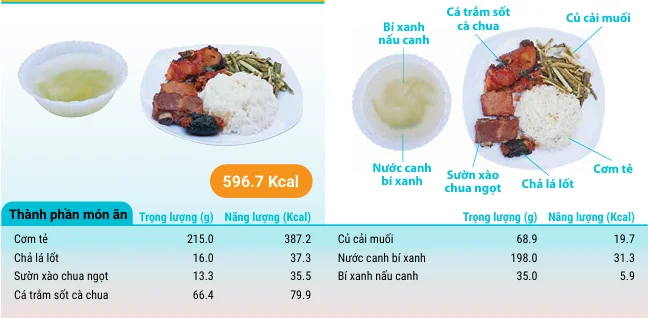 Cá trắm sốt
cà chua
Củ cải muối
Bí xanh
nấu canh
Nước canh
bí xanh
Sườn xào
chua ngọt
Chả lá lốt
Cơm tẻ
596.7 Kcal
Thành phần món ăn Trọng lượng (g) Năng lượng (Kcal) Trọng lượng (g) Năng lượng (Kcal)
Cơm tẻ 215.0 387.2 Củ cải muối 68.9 19.7
Chả lá lốt 16.0 37.3 Nước canh bí xanh 198.0 31.3
Sườn xào chua ngọt 13.3 35.5 Bí xanh nấu canh 35.0 5.9
Cá trắm sốt cà chua 66.4 79.9